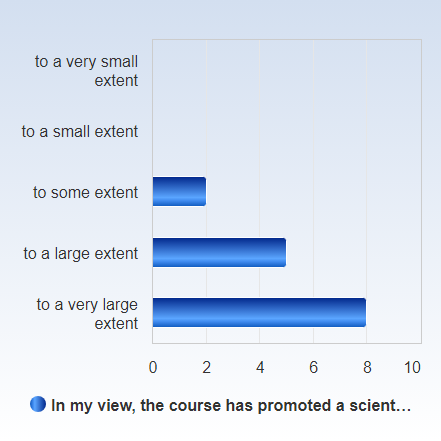 to a very small
extent
to a small extent
to some extent
to a large extent
to a very large
extent
0 2 4 6 8 10
In my view, the course has promoted a scient…